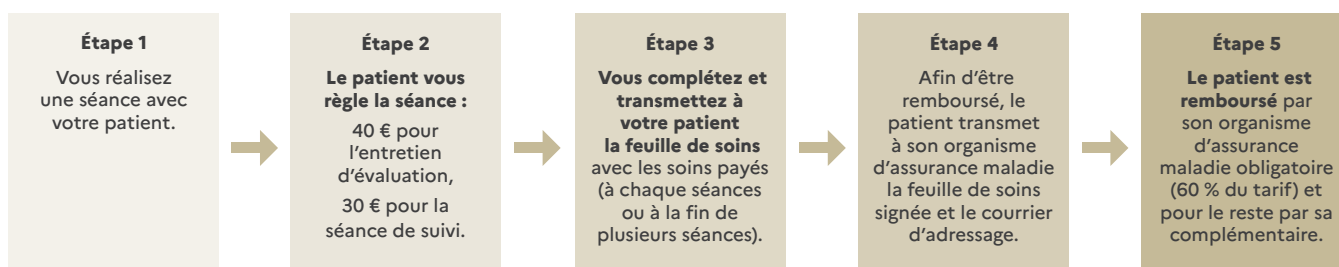 Étape 1
Vous réalisez
une séance avec
votre patient.
Étape 2
Le patient vous
règle la séance :
40 € pour
l'entretien
d'évaluation,
30 € pour la
séance de suivi.
Étape 3
Vous complétez et
transmettez à
votre patient
la feuille de soins
avec les soins payés
(à chaque séances
ou à la fin de
plusieurs séances).
Étape 4
Afin d'être
remboursé, le
patient transmet
à son organisme
d'assurance maladie
la feuille de soins
signée et le courrier
d'adressage.
Étape 5
Le patient est
remboursé par
son organisme
d'assurance
maladie obligatoire
(60 % du tarif) et
pour le reste par sa
complémentaire.